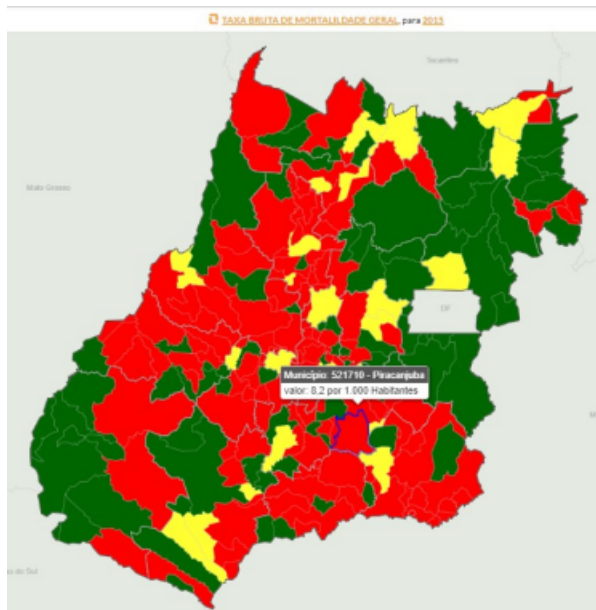 TAXA BRUTA DE MORTALILDADE GERAL, para 2015
Tocantins
Mato Grosso
DF
Município: 521710 - Piracanjuba
valor: 8,2 por 1.000 Habitantes
M
do Sul